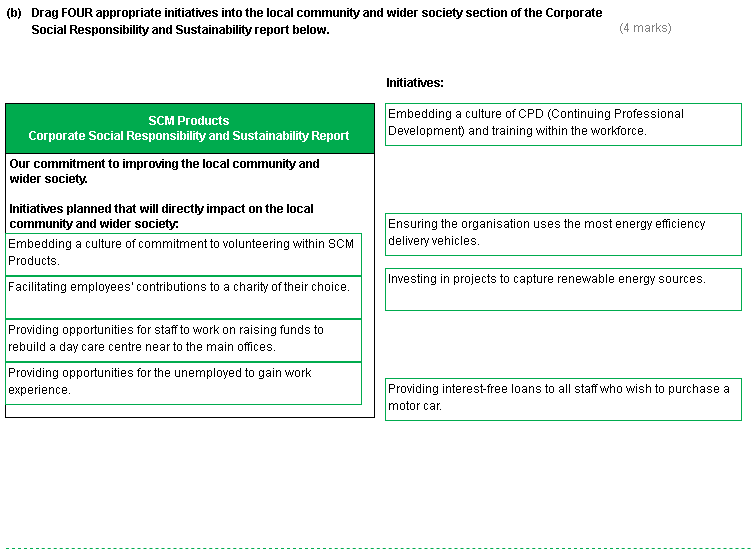 (b) Drag FOUR appropriate initiatives into the local community and wider society section of the Corporate
Social Responsibility and Sustainability report below.
(4 marks)
Initiatives:
SCM Products
Corporate Social Responsibility and Sustainability Report
Our commitment to improving the local community and
wider society.
Initiatives planned that will directly impact on the local
community and wider society:
Embedding a culture of commitment to volunteering within SCM
Products.
Facilitating employees' contributions to a charity of their choice.
Providing opportunities for staff to work on raising funds to
rebuild a day care centre near to the main offices.
Providing opportunities for the unemployed to gain work
experience.
Embedding a culture of CPD (Continuing Professional
Development) and training within the workforce.
Ensuring the organisation uses the most energy efficiency
delivery vehicles.
Investing in projects to capture renewable energy sources.
Providing interest-free loans to all staff who wish to purchase a
motor car.